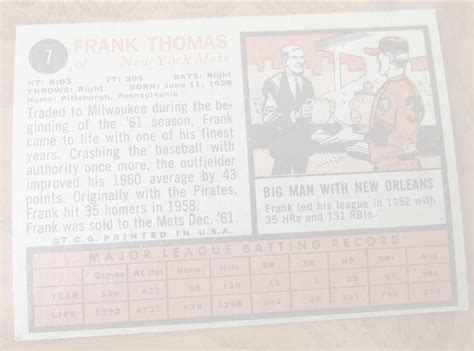 7
FRANK THOMAS
of New York Mets
HT: 6:03 WT: 205 BATS: Right
THROWS: Right BORN: June 11, 1929
Home: Pittsburgh, Pennsylvania
Traded to Milwaukee during the be-
ginning of the '61 season, Frank
came to life with one of his finest
years. Crashing the baseball with
authority once more, the outfielder
improved his 1960 average by 43
points. Originally with the Pirates,
Frank hit 35 homers in 1958.
Frank was sold to the Mets Dec. '61.
©T.C.G. PRINTED IN U.S.A.
3
BIG MAN WITH NEW ORLEANS
Frank led his league in 1952 with
35 HRs and 131 RBIs.
MAJOR LEAGUE BATTING RECORD
Games At Bat Runs Hits 2B 3B HR RBI Avg.
YEAR 124
LIFE